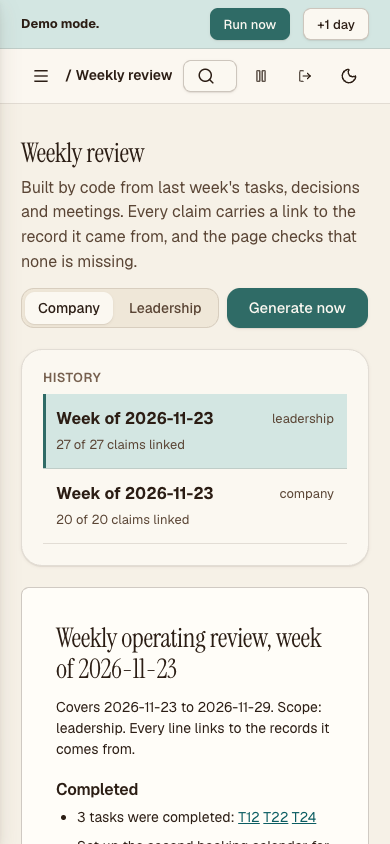 Demo mode.
Run now
+1 day
/ Weekly review
Weekly review
Built by code from last week's tasks, decisions
and meetings. Every claim carries a link to the
record it came from, and the page checks that
none is missing.
Company
Leadership
Generate now
HISTORY
Week of 2026-11-23
leadership
27 of 27 claims linked
Week of 2026-11-23
company
20 of 20 claims linked
Weekly operating review, week
of 2026-11-23
Covers 2026-11-23 to 2026-11-29. Scope:
leadership. Every line links to the records it
comes from.
Completed
• 3 tasks were completed: T12 T22 T24
second booking calendar for